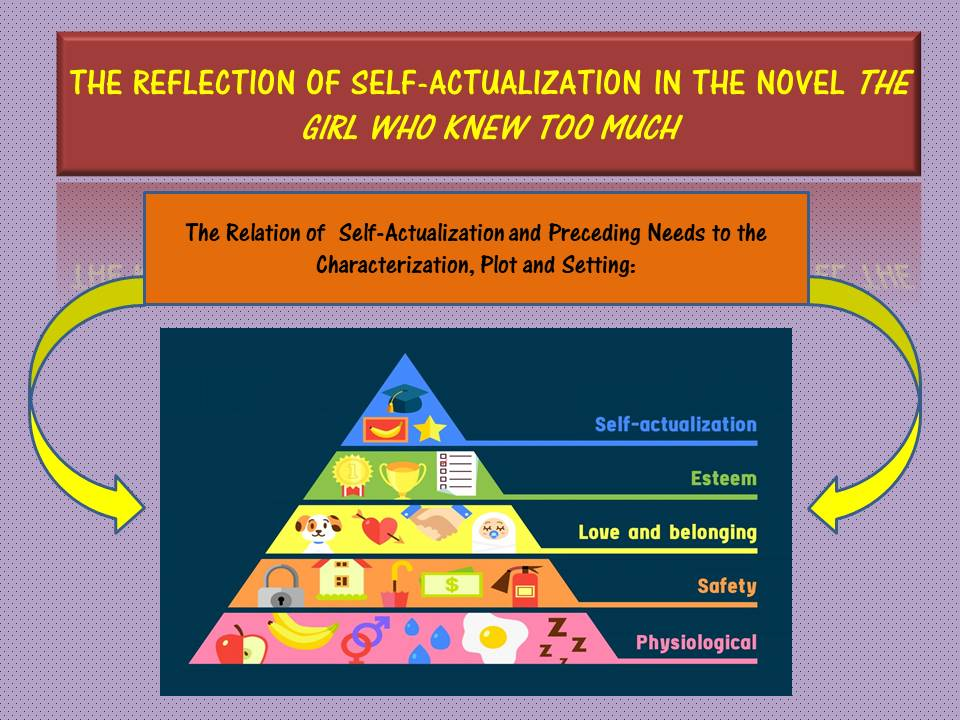 THE REFLECTION OF SELF-ACTUALIZATION IN THE NOVEL THE
GIRL WHO KNEW TOO MUCH
The Relation of Self-Actualization and Preceding Needs to the
Characterization, Plot and Setting:
Self-actualization
Esteem
1
Love and belonging
Safety
$
Physiological
Z
Z
Z
z